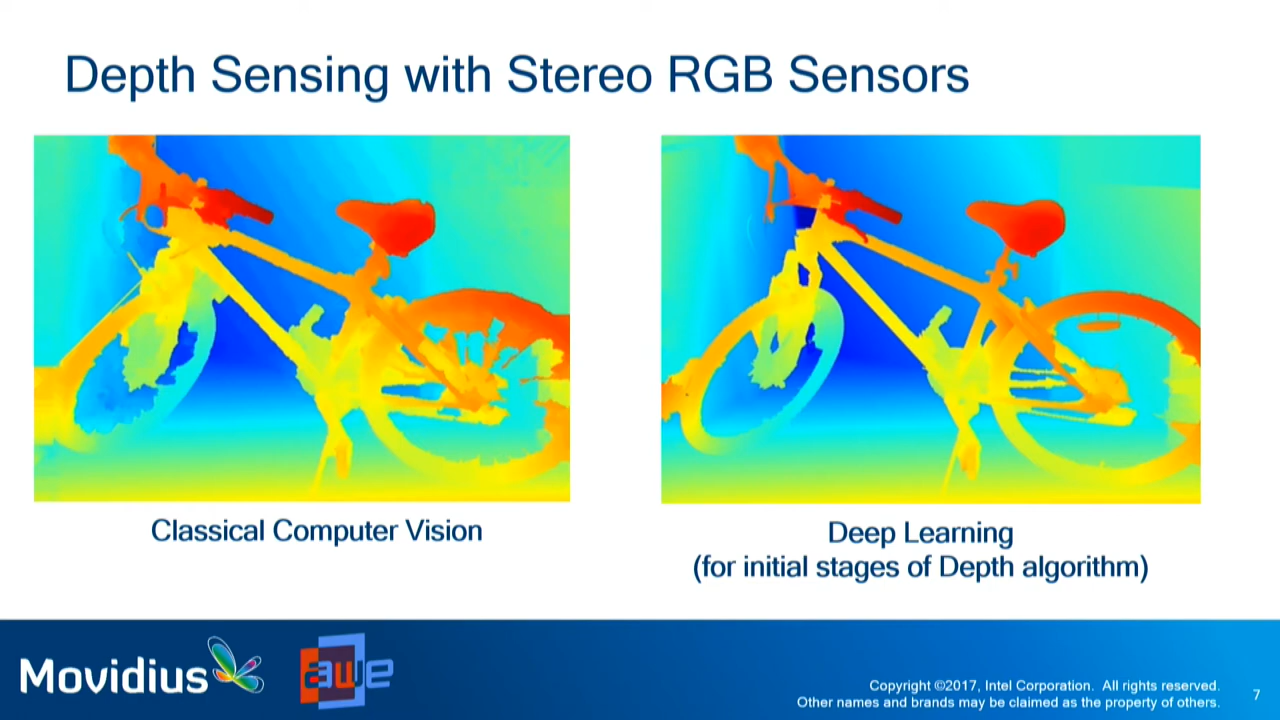 Depth Sensing with Stereo RGB Sensors
Classical Computer Vision
Deep Learning
(for initial stages of Depth algorithm)
Movidius
awe
Copyright ©2017, Intel Corporation. All rights reserved.
Other names and brands may be claimed as the property of others.
7